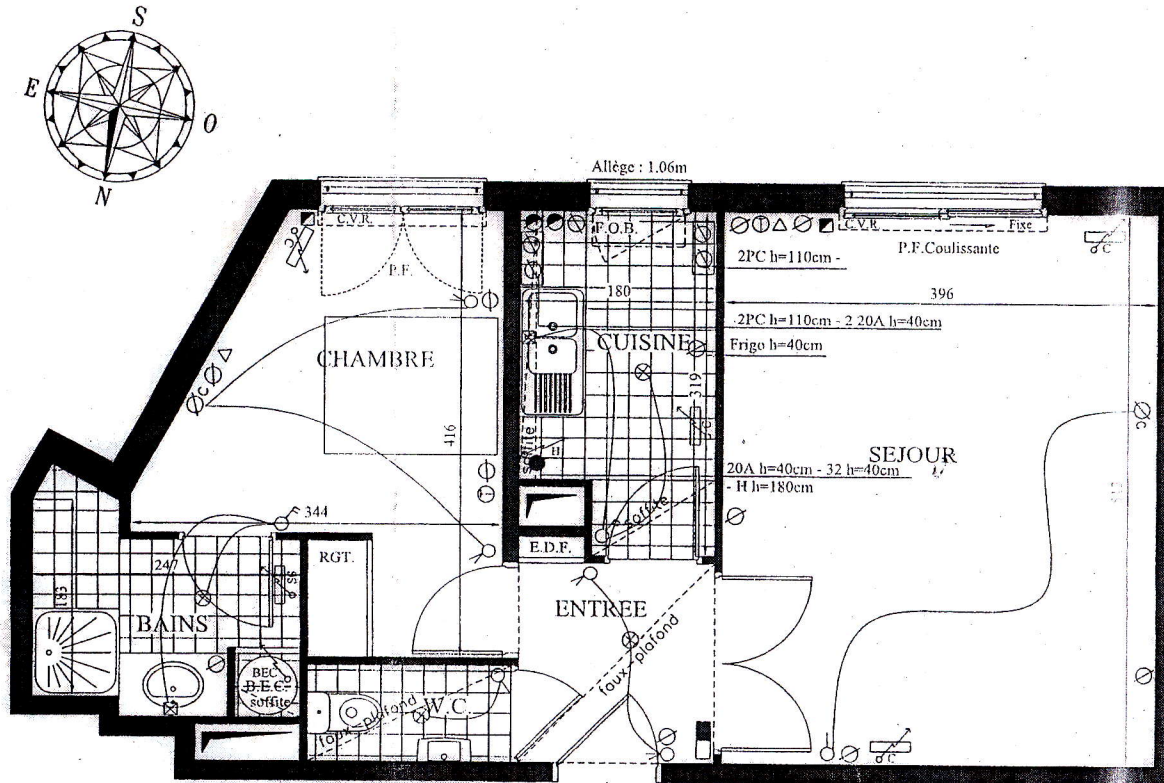 S
E
O
N
Allège : 1.06m
C.V.R.
P.F.
F.O.B.
C.V.R.
Fixe
P.F.Coulissante
2PC h=110cm -
180
396
2PC h=110cm - 2 20A h=40cm
CUISINE
CHAMBRE
Frigo h=40cm
319
416
SEJOUR
soffite
H
20A h=40cm - 32 h=40cm
- H h=180cm
344
soffite
E.D.F.
RGT.
247
183
BAINS
ENTREE
faux-plafond
BEC
B.E.C.
soffite
faux-plafond
W.C.